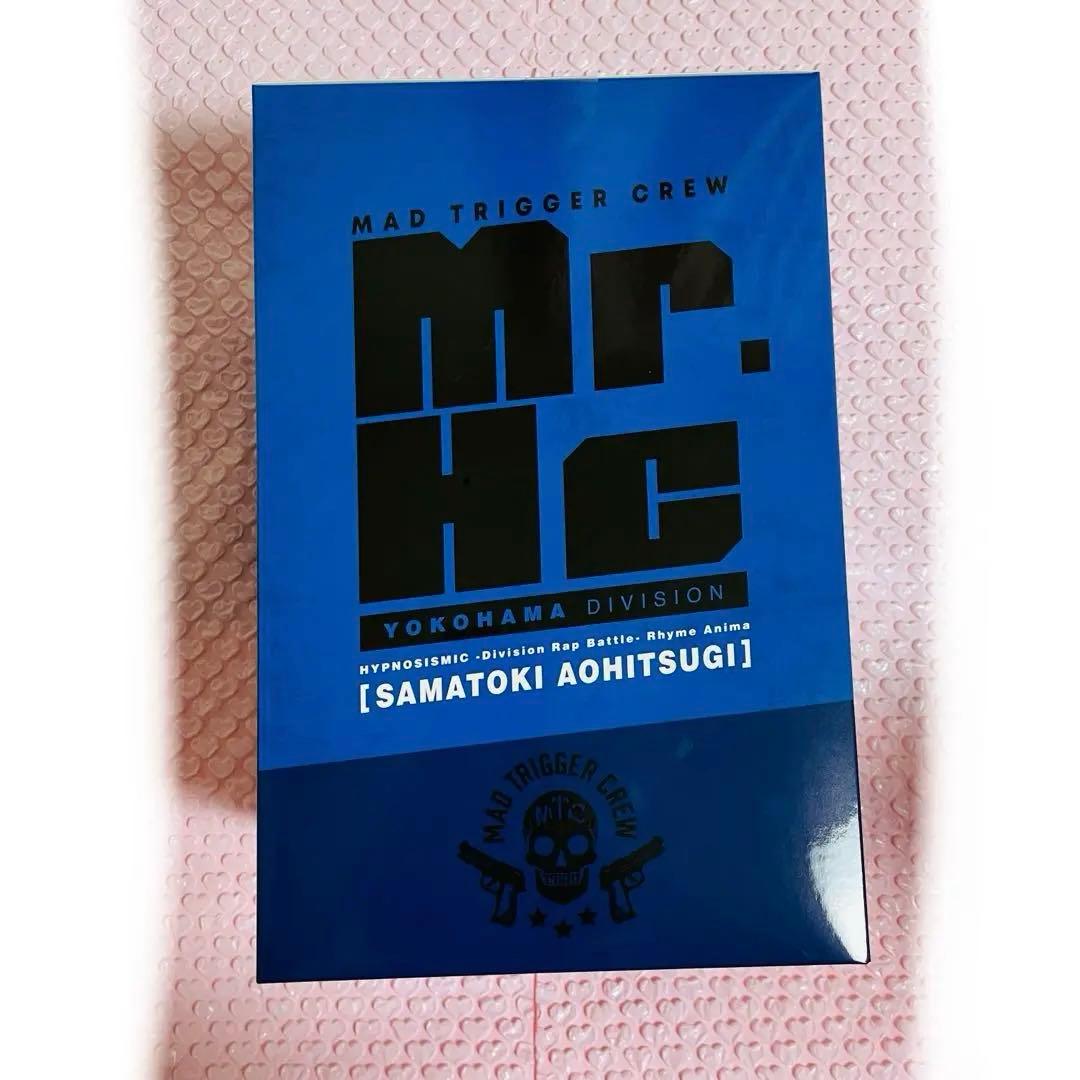 MAD TRIGGER CREW
Mr.
Hc
YOKOHAMA DIVISION
HYPNOSISMIC -Division Rap Battle- Rhyme Anima
[SAMATOKI AOHITSUGI]
MAD TRIGGER CREW
MTC